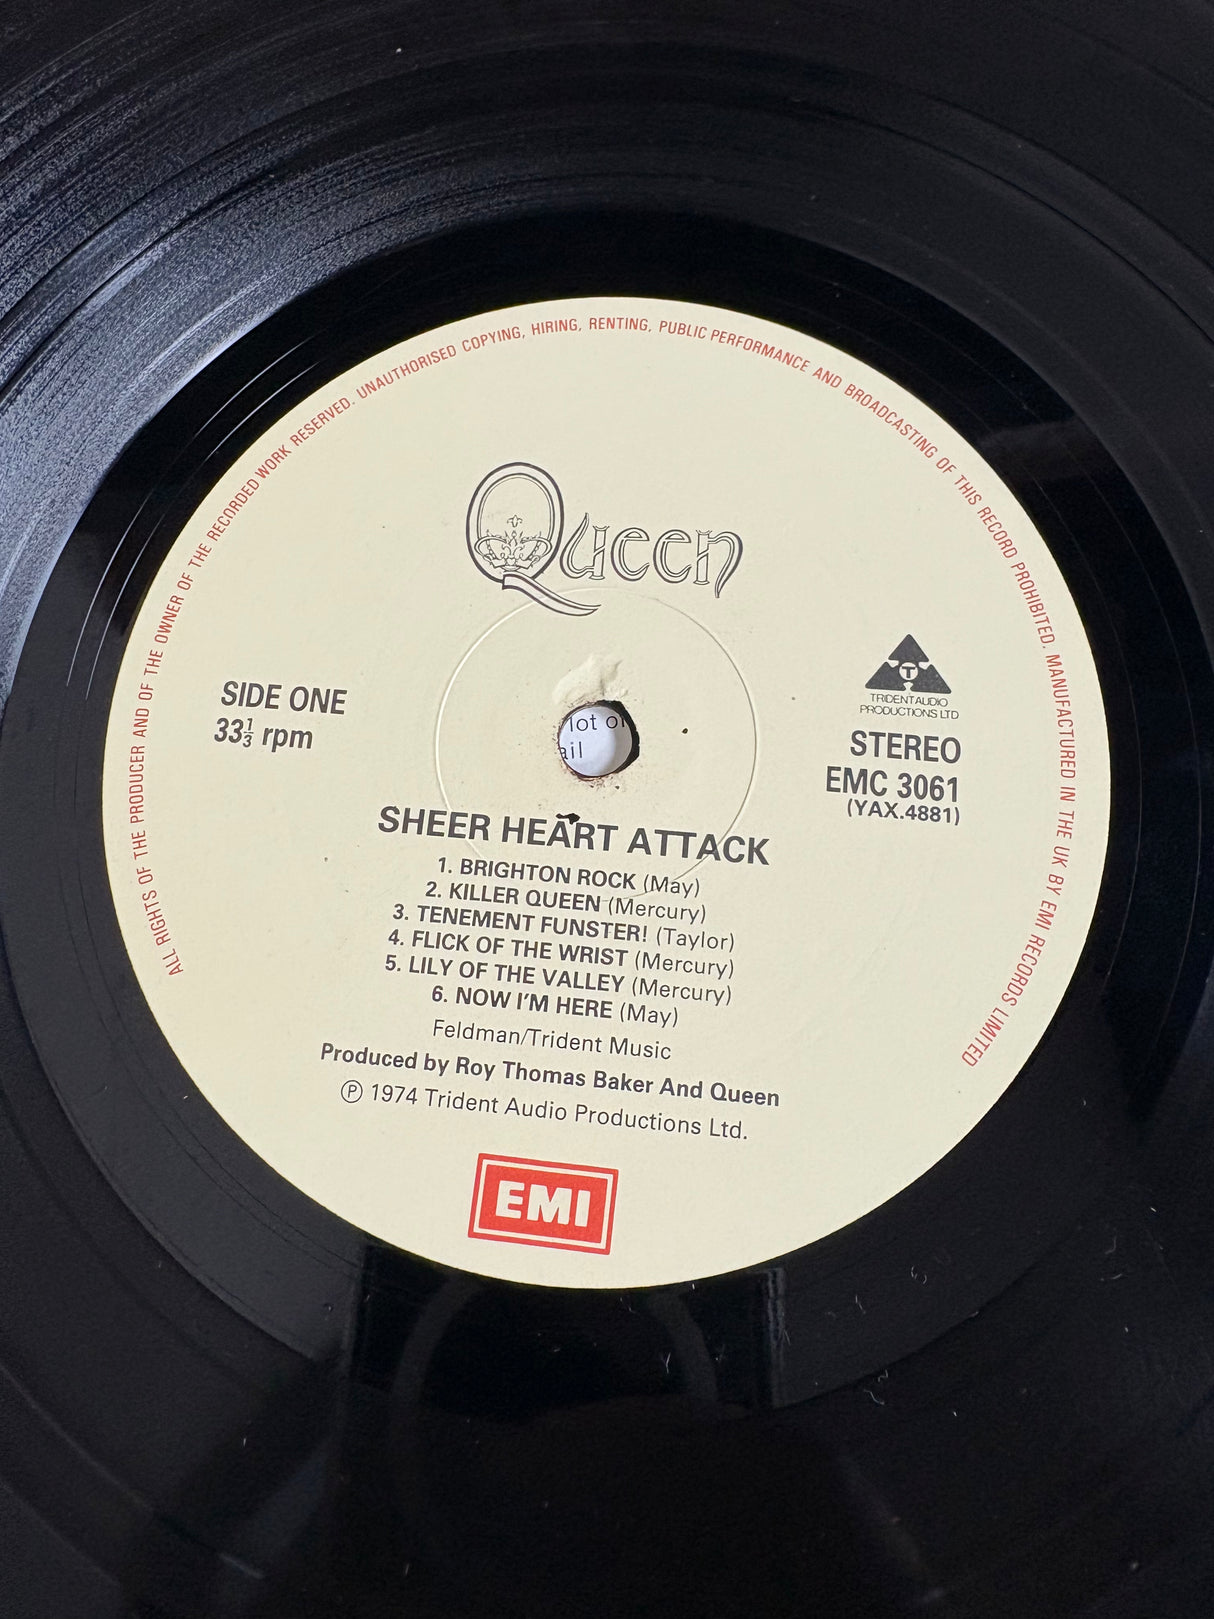 ALL RIGHTS OF THE PRODUCER AND OF THE OWNER OF THE RECORDED WORK RESERVED. UNAUTHORISED COPYING, HIRING, RENTING, PUBLIC PERFORMANCE AND BROADCASTING OF THIS RECORD PROHIBITED. MANUFACTURED IN THE UK BY EMI RECORDS LIMITED
Queen
SIDE ONE
33⅓ rpm
T
TRIDENT AUDIO
PRODUCTIONS LTD
STEREO
EMC 3061
(YAX.4881)
lot of
SHEER HEART ATTACK
1. BRIGHTON ROCK (May)
2. KILLER QUEEN (Mercury)
3. TENEMENT FUNSTER! (Taylor)
4. FLICK OF THE WRIST (Mercury)
5. LILY OF THE VALLEY (Mercury)
6. NOW I'M HERE (May)
Feldman/Trident Music
Produced by Roy Thomas Baker And Queen
Ⓟ 1974 Trident Audio Productions Ltd.
EMI